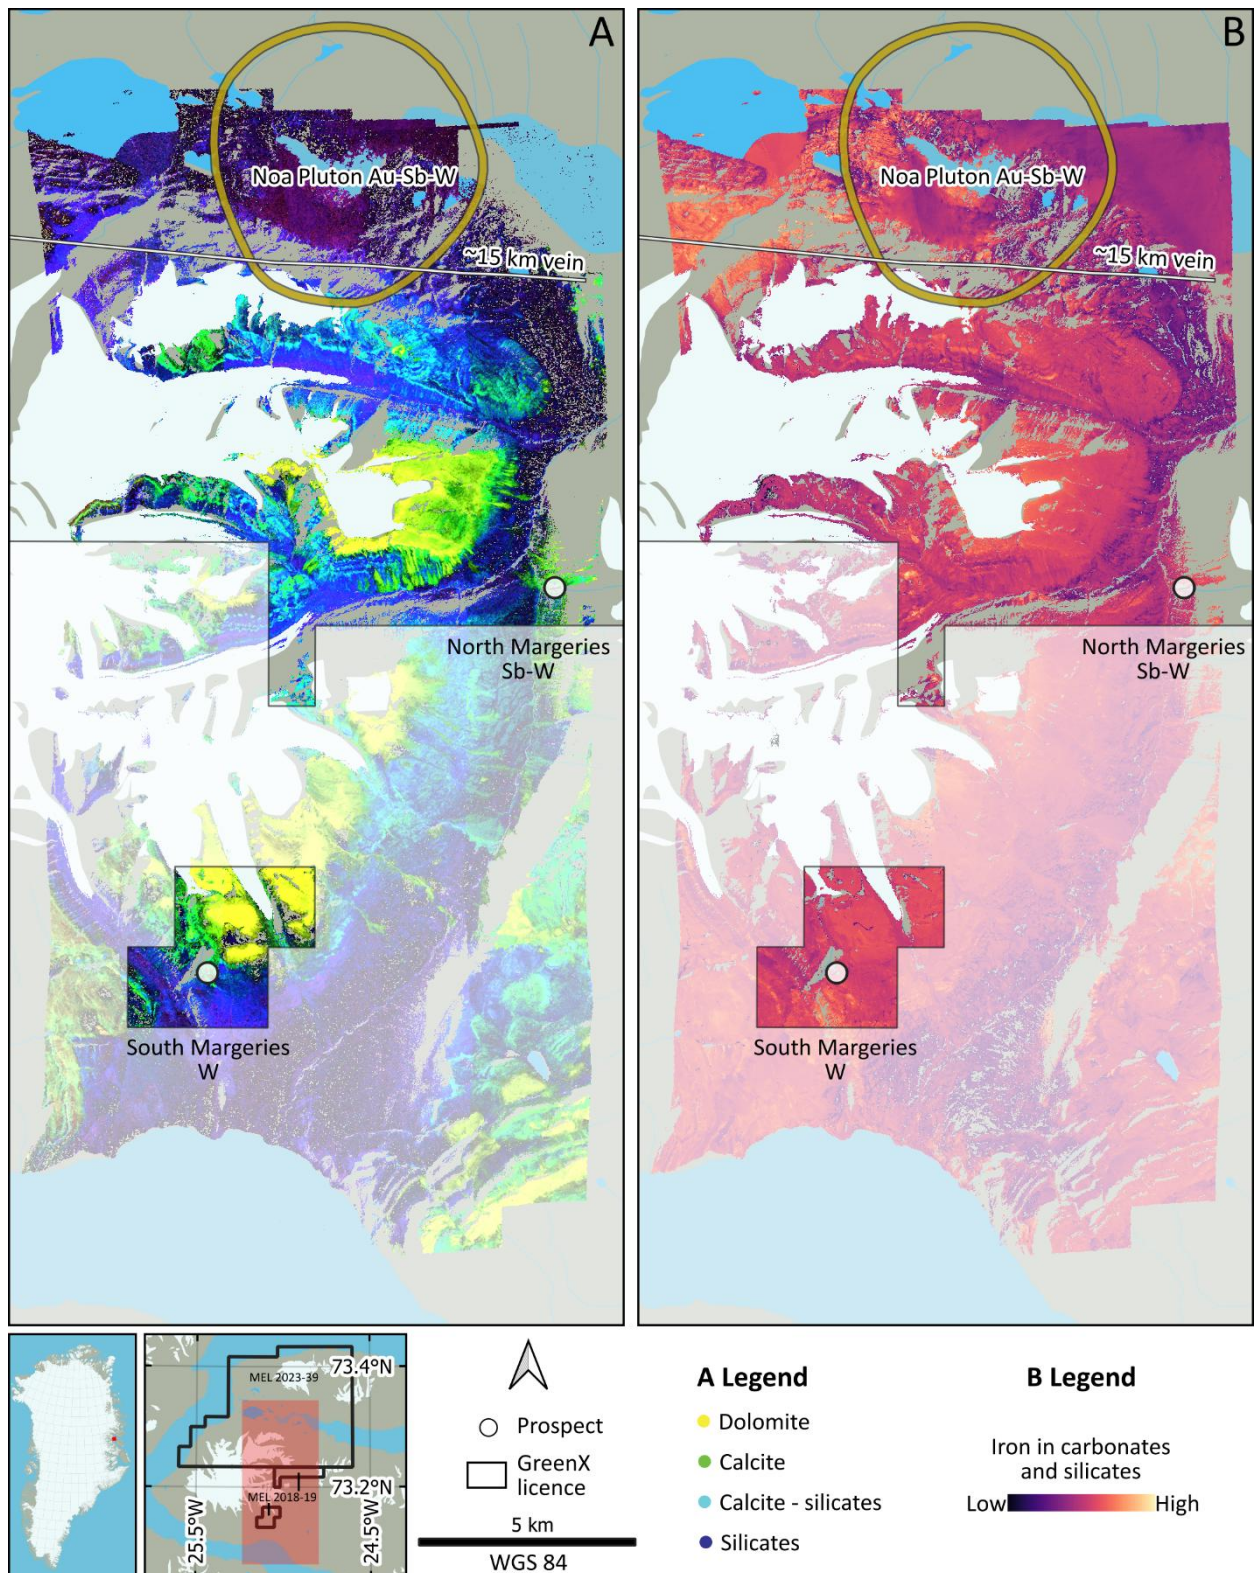 A
Noa Pluton Au-Sb-W
~15 km vein
North Margeries
Sb-W
South Margeries
W
B
Noa Pluton Au-Sb-W
~15 km vein
North Margeries
Sb-W
South Margeries
W
73.4°N
MEL 2023-39
73.2°N
MEL 2018-19
25.5°W
24.5°W
Prospect
GreenX
licence
5 km
WGS 84
A Legend
Dolomite
Calcite
Calcite - silicates
Silicates
B Legend
Iron in carbonates
and silicates
Low
High